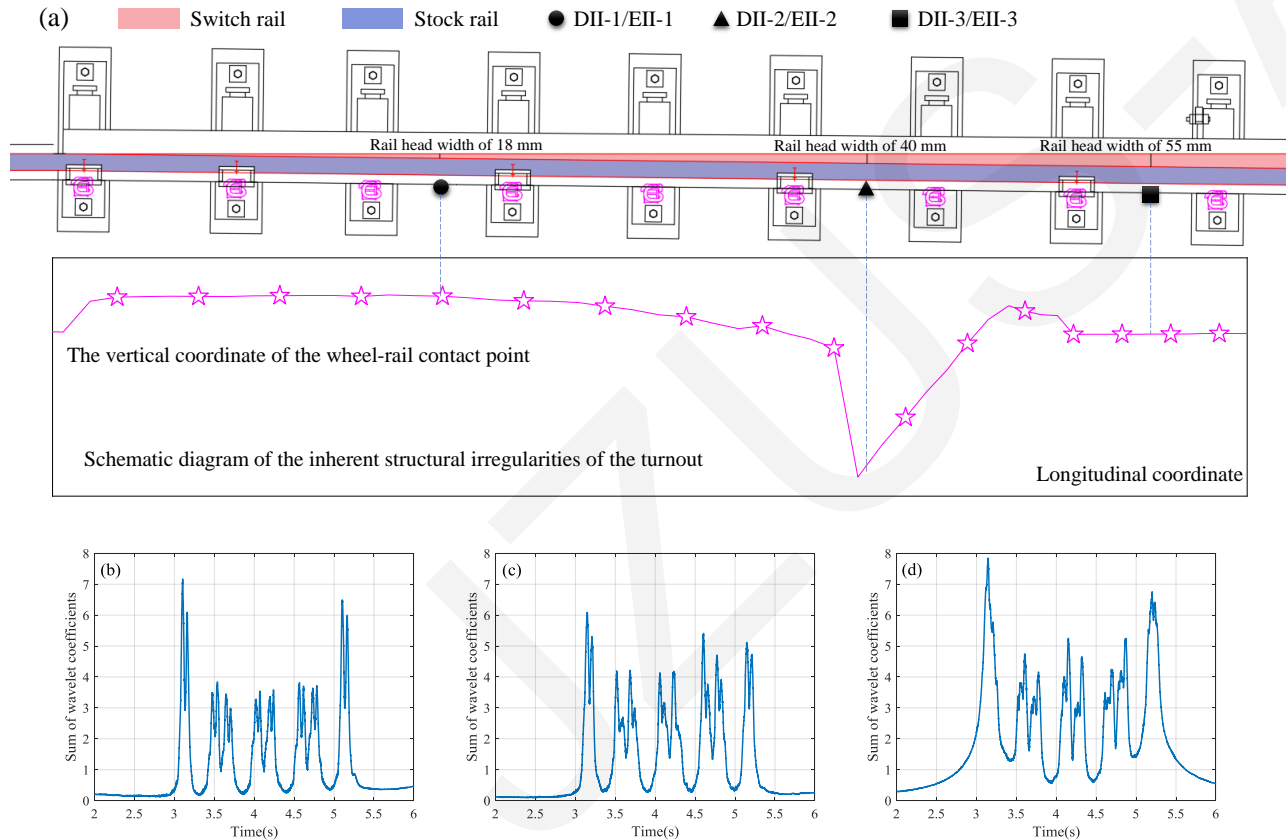 (a) Switch rail Stock rail DII-1/EII-1 DII-2/EII-2 DII-3/EII-3
Rail head width of 18 mm Rail head width of 40 mm Rail head width of 55 mm
The vertical coordinate of the wheel-rail contact point
Schematic diagram of the inherent structural irregularities of the turnout
Longitudinal coordinate
(b)
Sum of wavelet coefficients
8
7
6
5
4
3
2
1
0
2 2.5 3 3.5 4 4.5 5 5.5 6
Time(s)
(c)
Sum of wavelet coefficients
8
7
6
5
4
3
2
1
0
2 2.5 3 3.5 4 4.5 5 5.5 6
Time(s)
(d)
Sum of wavelet coefficients
8
7
6
5
4
3
2
1
0
2 2.5 3 3.5 4 4.5 5 5.5 6
Time(s)
JZUS-A